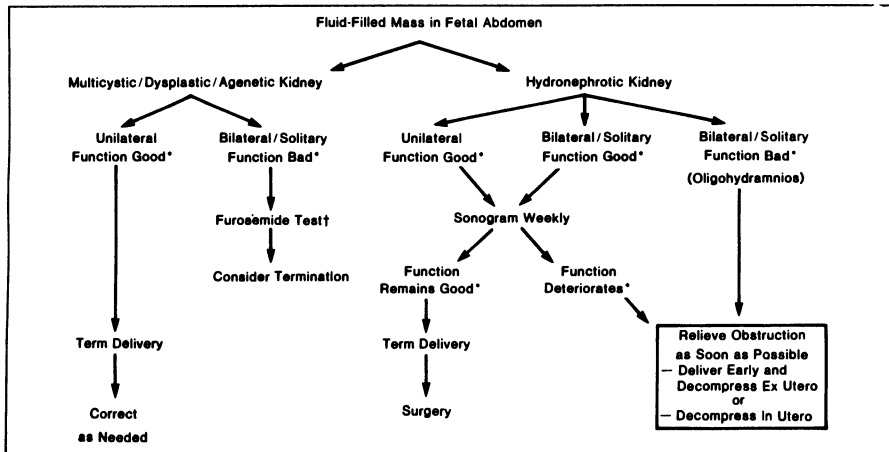 Fluid-Filled Mass in Fetal Abdomen
Multicystic/Dysplastic/Agenetic Kidney
Hydronephrotic Kidney
Unilateral
Function Good*
Bilateral/Solitary
Function Bad*
Unilateral
Function Good*
Bilateral/Solitary
Function Good*
Bilateral/Solitary
Function Bad*
(Oligohydramnios)
Furosemide Test†
Sonogram Weekly
Consider Termination
Function
Remains Good*
Function
Deteriorates*
Term Delivery
Term Delivery
Relieve Obstruction
as Soon as Possible
— Deliver Early and
Decompress Ex Utero
or
— Decompress In Utero
Correct
as Needed
Surgery